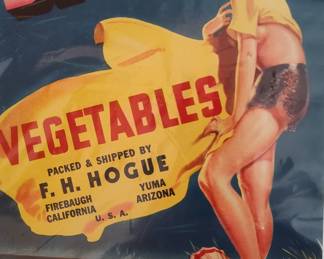 VEGETABLES
PACKED & SHIPPED BY
F. H. HOGUE
FIREBAUGH YUMA
CALIFORNIA ARIZONA
U. S. A.